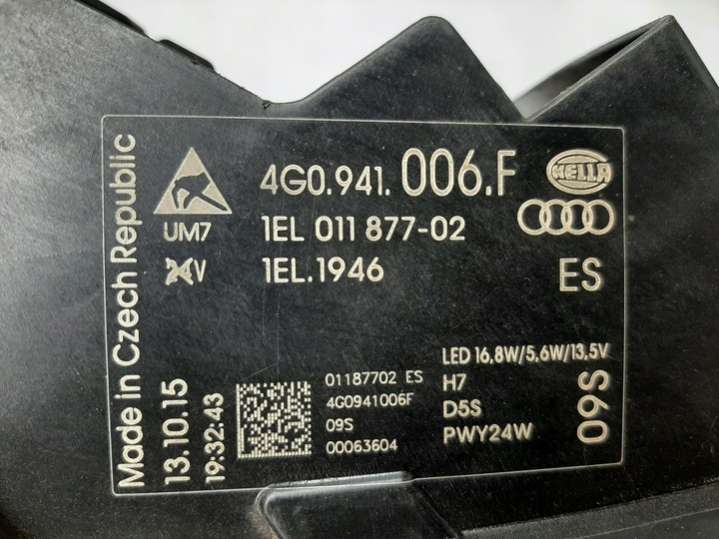 Made in Czech Republic
13.10.15
19:32:43
UM7
24V
4G0.941.006.F
HELLA
1EL 011 877-02
1EL.1946
ES
01187702 ES
4G0941006F
09S
00063604
LED 16,8W/5,6W/13,5V
H7
D5S
PWY24W
09S